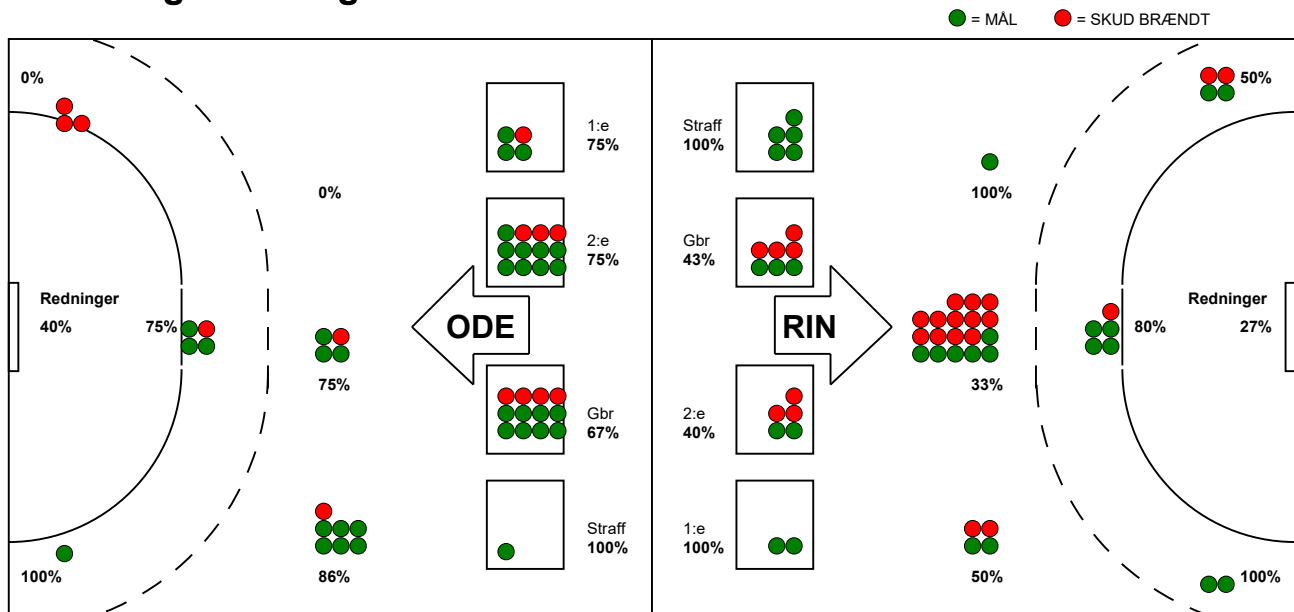 = MÅL = SKUD BRÆNDT
0%
0%
Redninger
40%
75%
75%
86%
100%
1:e
75%
2:e
75%
ODE
Gbr
67%
Straff
100%
Straff
100%
Gbr
43%
RIN
2:e
40%
1:e
100%
50%
100%
33%
80%
Redninger
27%
50%
100%